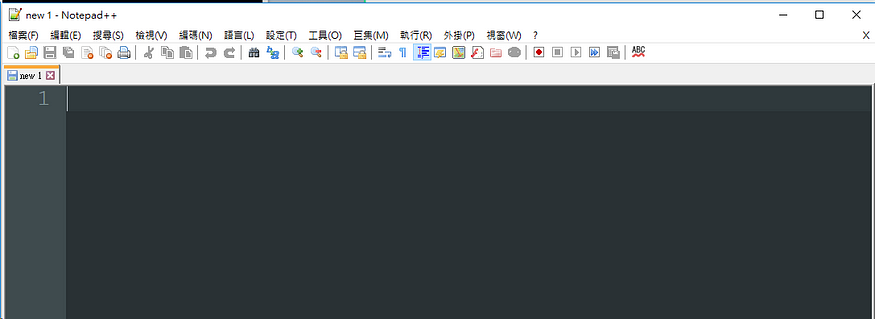 new 1 - Notepad++
檔案(F) 編輯(E) 搜尋(S) 檢視(V) 編碼(N) 語言(L) 設定(T) 工具(O) 巨集(M) 執行(R) 外掛(P) 視窗(W) ? X
ABC
new 1
1